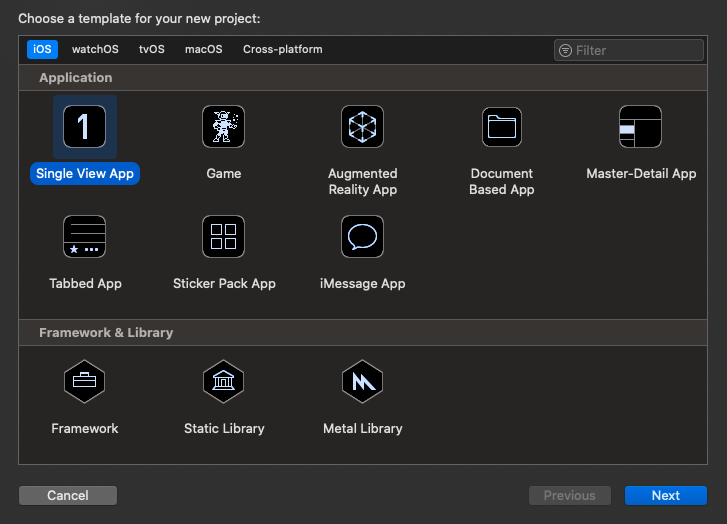 Choose a template for your new project:
iOS watchOS tvOS macOS Cross-platform Filter
Application
1
Single View App Game Augmented Reality App Document Based App Master-Detail App
Tabbed App Sticker Pack App iMessage App
Framework & Library
Framework Static Library Metal Library
Cancel Previous Next